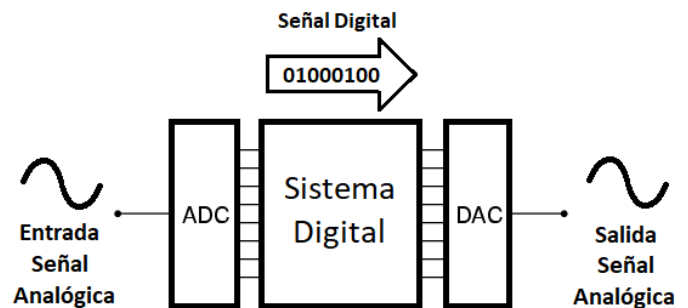 Señal Digital
01000100
ADC
Sistema
Digital
DAC
Entrada
Señal
Analógica
Salida
Señal
Analógica